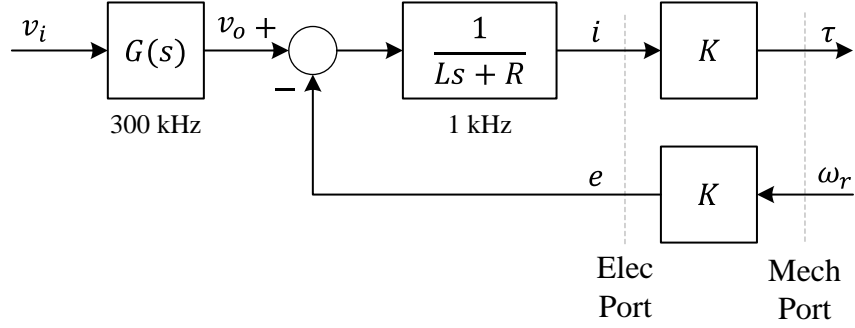 v_i
G(s)
v_o +
−
1
Ls + R
i
K
τ
300 kHz
1 kHz
e
K
ω_r
Elec
Port
Mech
Port